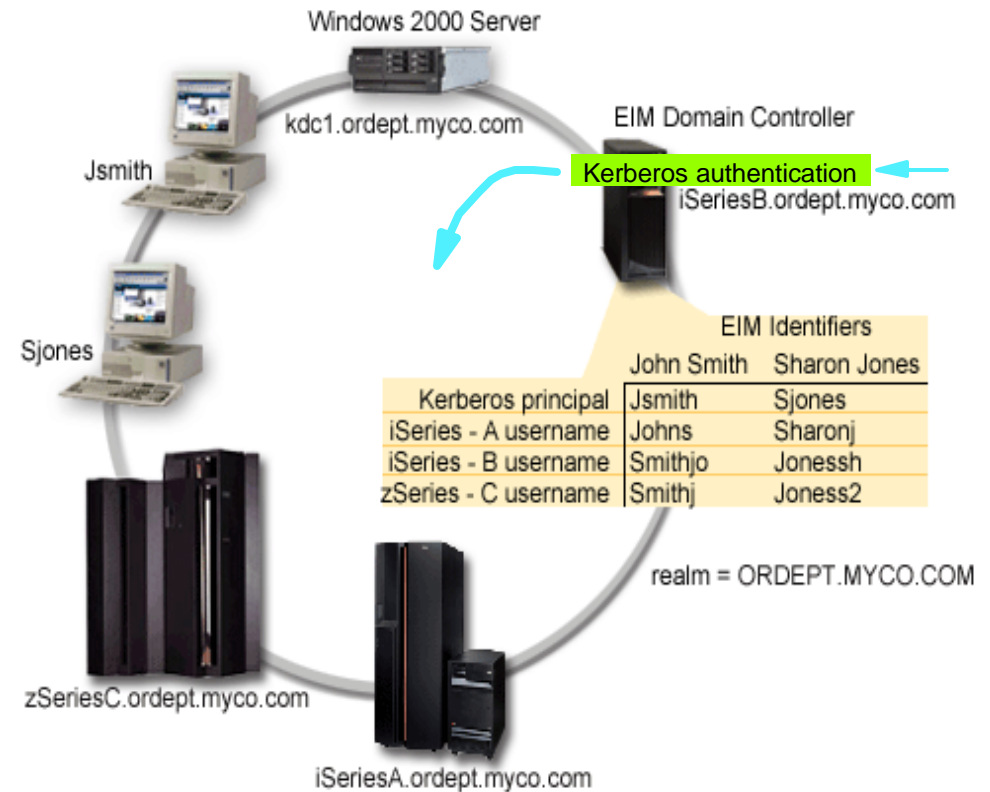 Windows 2000 Server
kdc1.ordept.myco.com
EIM Domain Controller
Kerberos authentication
iSeriesB.ordept.myco.com
Jsmith
Sjones
EIM Identifiers
John Smith Sharon Jones
Kerberos principal Jsmith Sjones
iSeries - A username Johns Sharonj
iSeries - B username Smithjo Jonessh
zSeries - C username Smithj Joness2
realm = ORDEPT.MYCO.COM
zSeriesC.ordept.myco.com
iSeriesA.ordept.myco.com